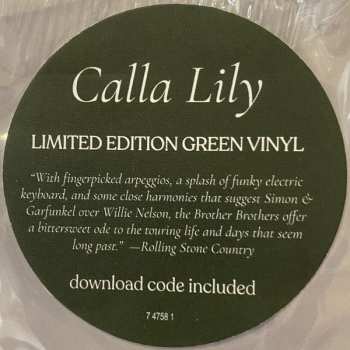 Calla Lily
LIMITED EDITION GREEN VINYL
“With fingerpicked arpeggios, a splash of funky electric
keyboard, and some close harmonies that suggest Simon &
Garfunkel over Willie Nelson, the Brother Brothers offer
a bittersweet ode to the touring life and days that seem
long past.” —Rolling Stone Country
download code included
7 4758 1